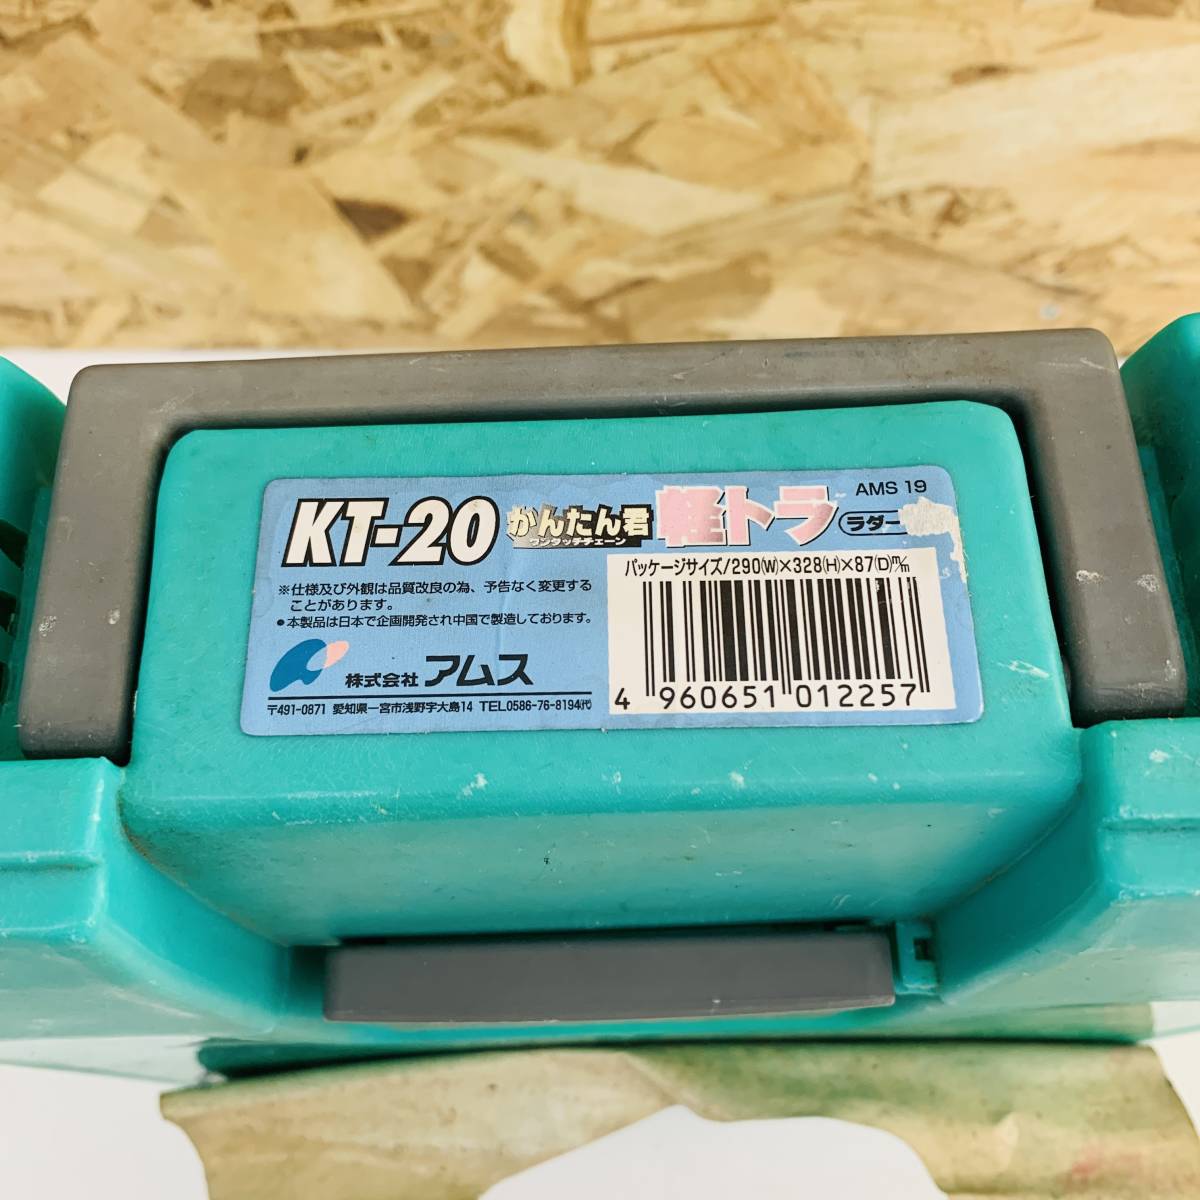 KT-20 かんたん君 軽トラ AMS 19
ワンタッチチェーン ラダー
※仕様及び外観は品質改良の為、予告なく変更する
ことがあります。
●本製品は日本で企画開発され中国で製造しております。
株式会社 アムス
〒491-0871 愛知県一宮市浅野字大島14 TEL0586-76-8194(代)
パッケージサイズ/290(W)×328(H)×87(D)m/m
4 960651 012257